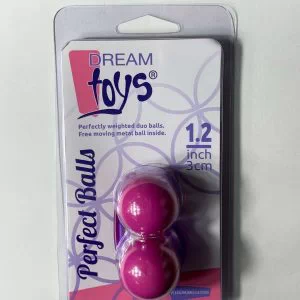 DREAM
toys®
Perfectly weighted duo balls.
Free moving metal ball inside.
1.2
inch
3cm
Perfect Balls